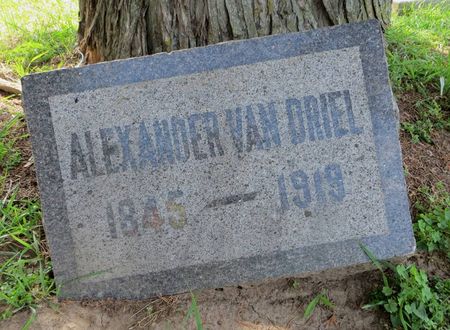 ALEXANDER VAN DRIEL
1845 — 1919